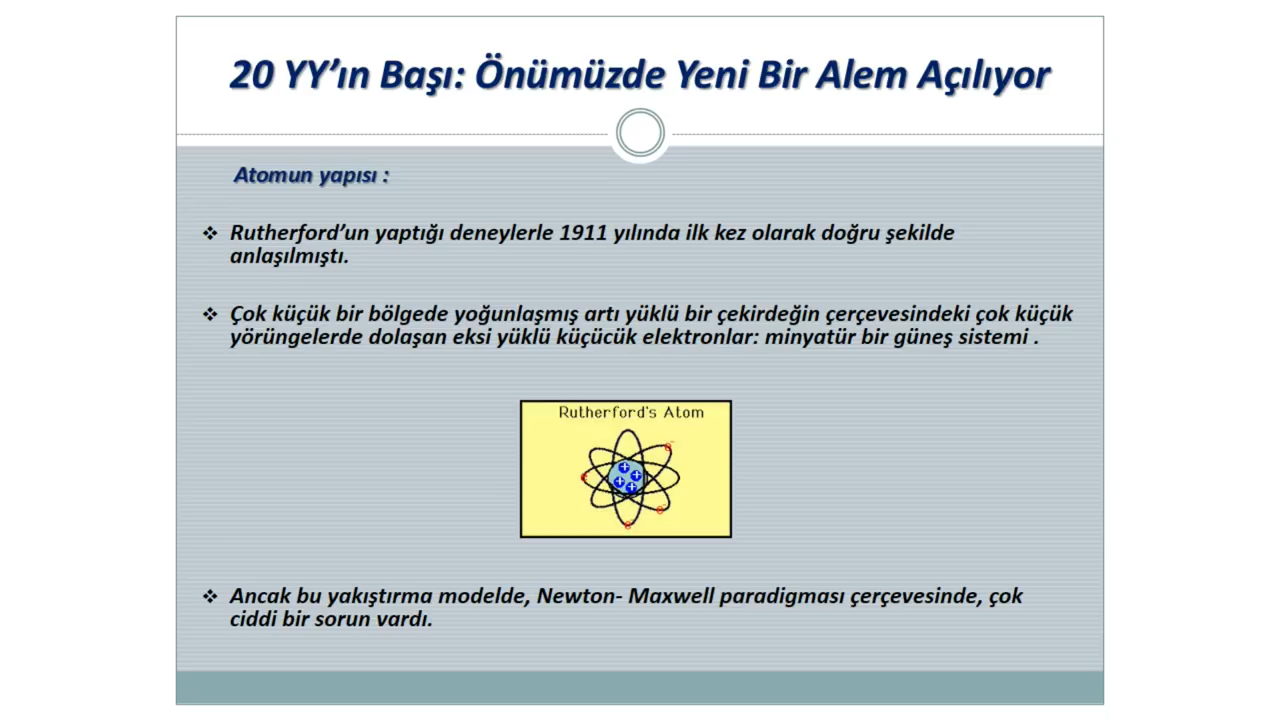 20 YY’ın Başı: Önümüzde Yeni Bir Alem Açılıyor
Atomun yapısı :
❖ Rutherford’un yaptığı deneylerle 1911 yılında ilk kez olarak doğru şekilde
anlaşılmıştı.
❖ Çok küçük bir bölgede yoğunlaşmış artı yüklü bir çekirdeğin çerçevesindeki çok küçük
yörüngelerde dolaşan eksi yüklü küçücük elektronlar: minyatür bir güneş sistemi .
Rutherford's Atom
❖ Ancak bu yakıştırma modelde, Newton- Maxwell paradigması çerçevesinde, çok
ciddi bir sorun vardı.